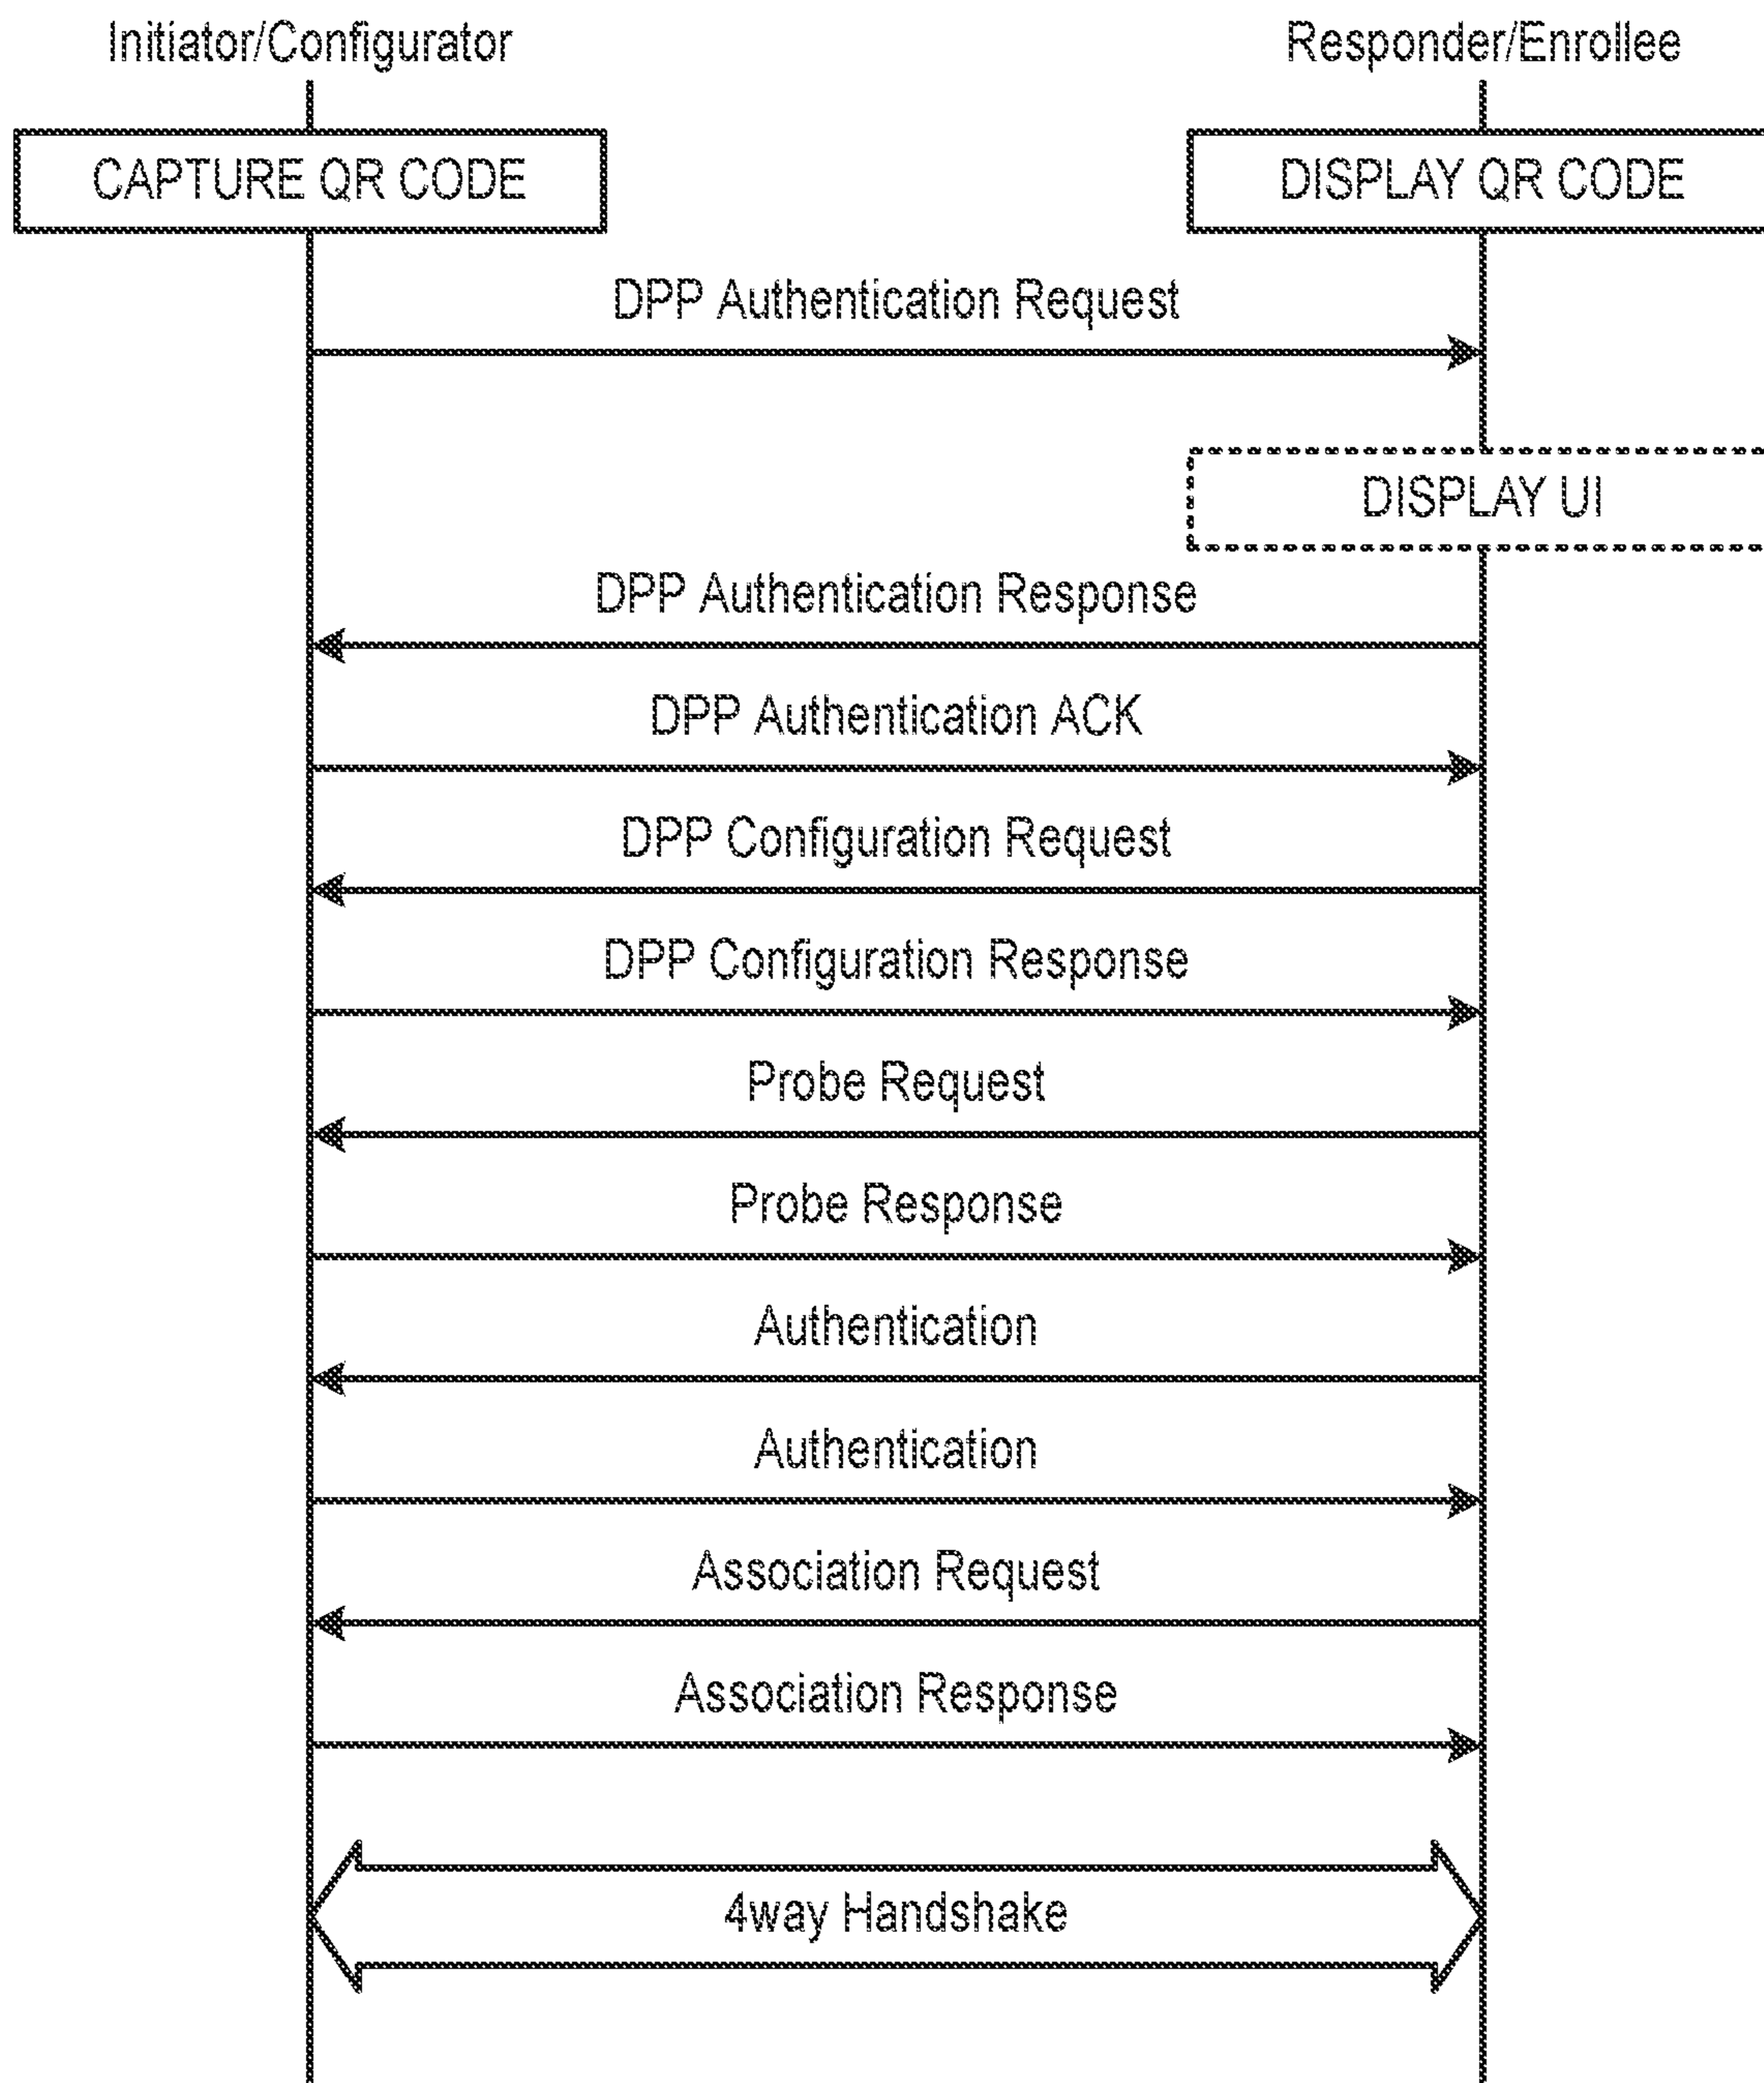 Initiator/Configurator
Responder/Enrollee
CAPTURE QR CODE
DISPLAY QR CODE
DPP Authentication Request
DISPLAY UI
DPP Authentication Response
DPP Authentication ACK
DPP Configuration Request
DPP Configuration Response
Probe Request
Probe Response
Authentication
Authentication
Association Request
Association Response
4way Handshake